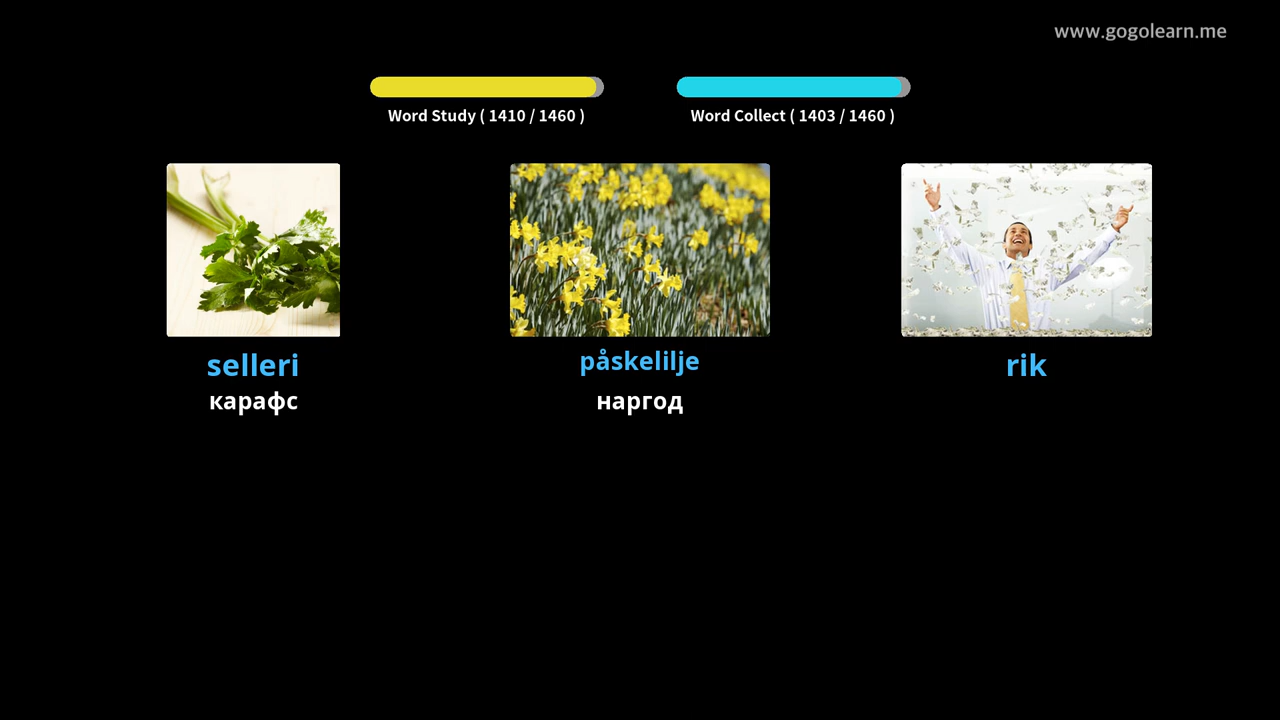 www.gogolearn.me
Word Study ( 1410 / 1460 )
Word Collect ( 1403 / 1460 )
selleri
påskelilje
rik
карафс
наргод